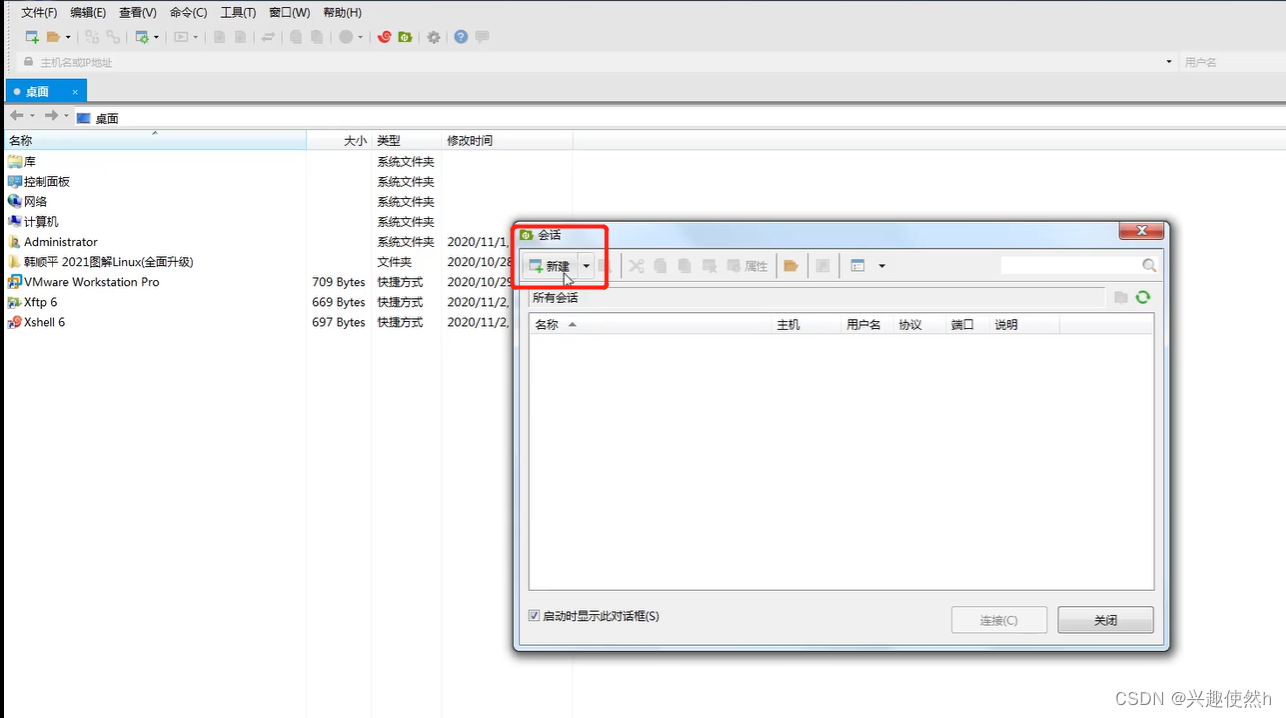 文件(F) 编辑(E) 查看(V) 命令(C) 工具(T) 窗口(W) 帮助(H)
主机名或IP地址 用户名
桌面
桌面
名称 大小 类型 修改时间
库 系统文件夹
控制面板 系统文件夹
网络 系统文件夹
计算机 系统文件夹
Administrator 系统文件夹 2020/11/1,
韩顺平 2021图解Linux(全面升级) 文件夹 2020/10/28
VMware Workstation Pro 709 Bytes 快捷方式 2020/10/29
Xftp 6 669 Bytes 快捷方式 2020/11/2,
Xshell 6 697 Bytes 快捷方式 2020/11/2,
会话
新建 属性
所有会话
名称 主机 用户名 协议 端口 说明
启动时显示此对话框(S) 连接(C) 关闭
CSDN @兴趣使然h